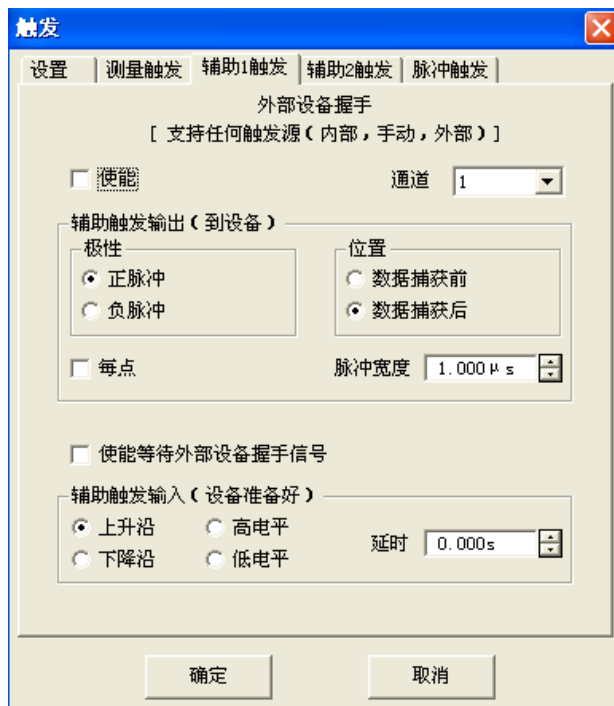 触发
设置 测量触发 辅助1触发 辅助2触发 脉冲触发
外部设备握手
[ 支持任何触发源(内部,手动,外部)]
使能 通道 1
辅助触发输出(到设备)
极性 位置
正脉冲 数据捕获前
负脉冲 数据捕获后
每点 脉冲宽度 1.000μs
使能等待外部设备握手信号
辅助触发输入(设备准备好)
上升沿 高电平 延时 0.000s
下降沿 低电平
确定 取消